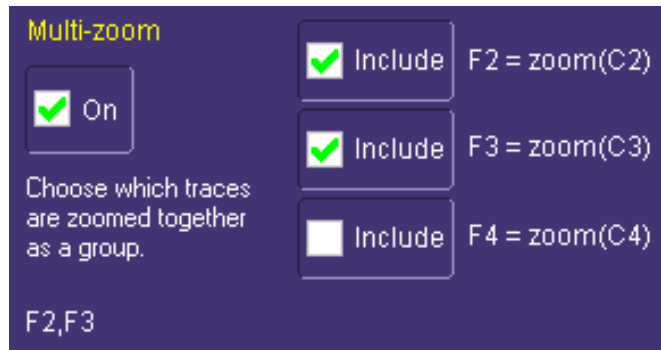 Multi-zoom
On
Choose which traces
are zoomed together
as a group.
F2,F3
Include F2 = zoom(C2)
Include F3 = zoom(C3)
Include F4 = zoom(C4)